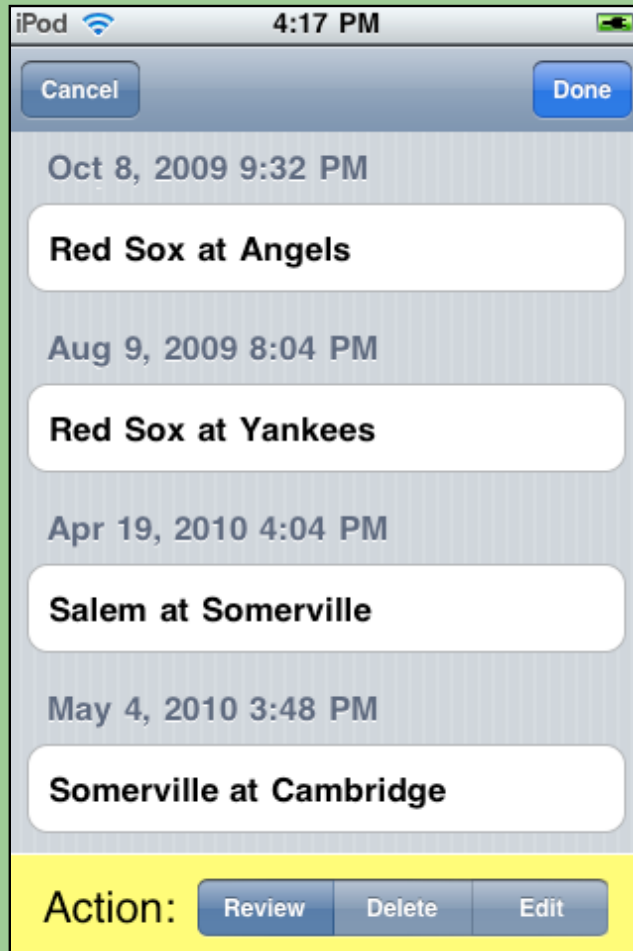 iPod 4:17 PM
Cancel Done
Oct 8, 2009 9:32 PM
Red Sox at Angels
Aug 9, 2009 8:04 PM
Red Sox at Yankees
Apr 19, 2010 4:04 PM
Salem at Somerville
May 4, 2010 3:48 PM
Somerville at Cambridge
Action: Review Delete Edit